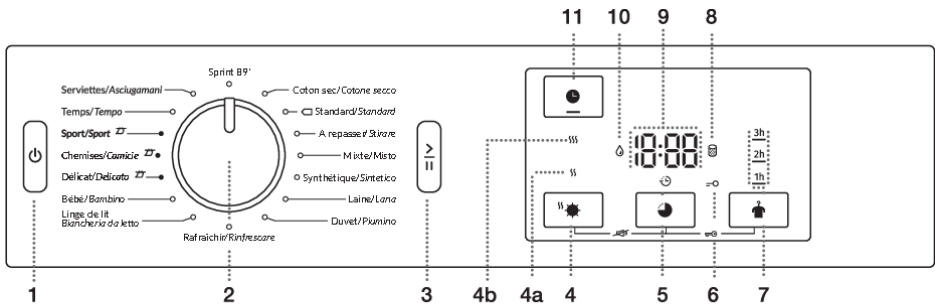 11
10
9
8
Sprint 89'
Serviettes/Asciugamani
Coton sec/Cotone secco
Temps/Tempo
Standard/Standard
Sport/Sport
A repasser/Stirare
Chemises/Camicie
Mixte/Misto
Délicat/Delicato
Synthétique/Sintetico
Bébé/Bambino
Laine/Lana
Linge de lit
Biancheria da letto
Duvet/Piumino
Rafraîchir/Rinfrescare
18:88
3h
2h
1h
1
2
3
4b
4a
4
5
6
7